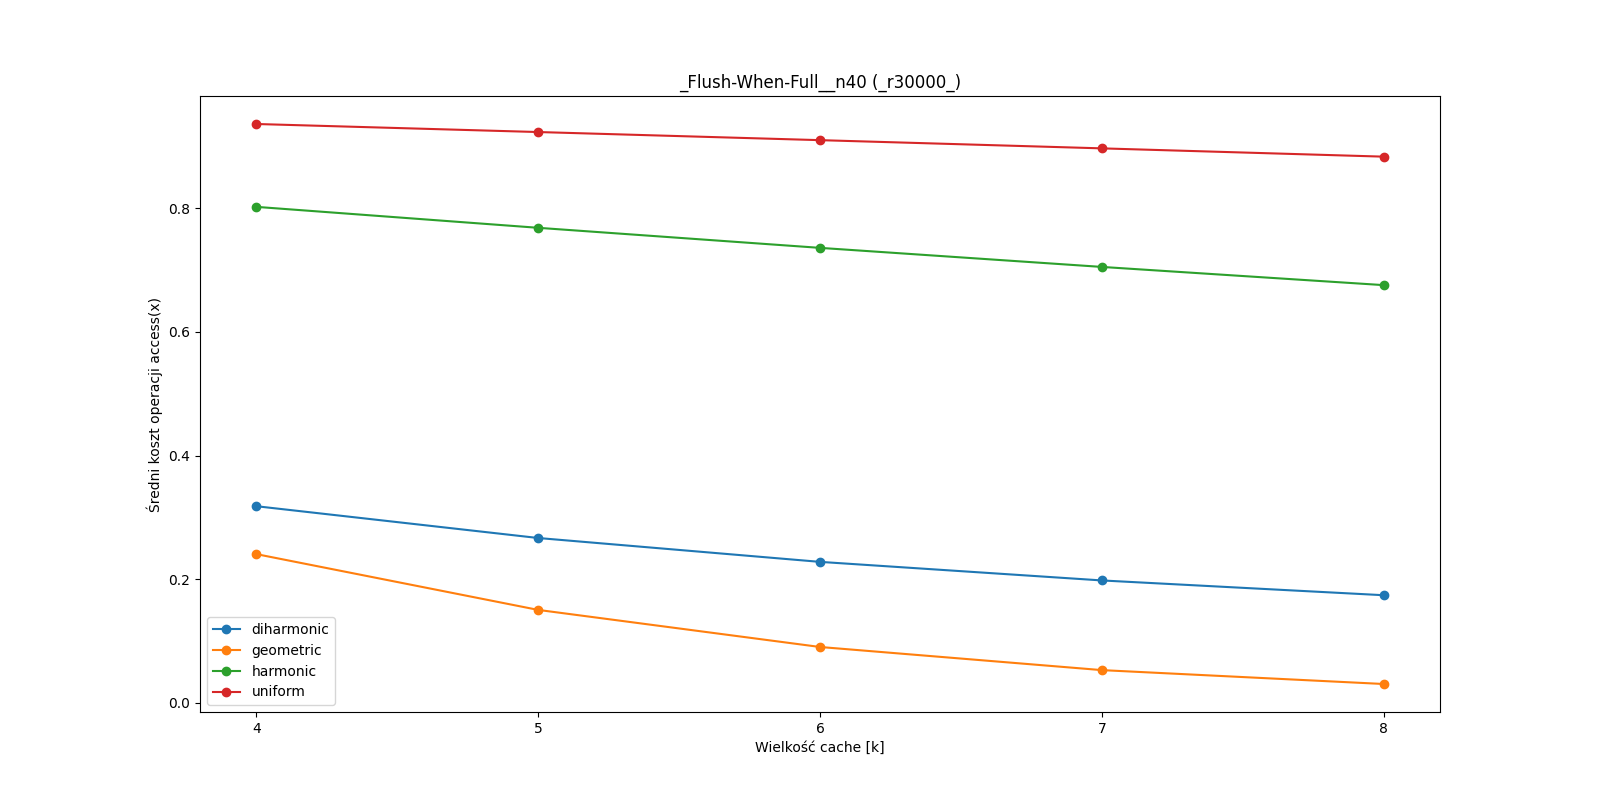 _Flush-When-Full__n40 (_r30000_)
Średni koszt operacji access(x)
0.8
0.6
0.4
0.2
0.0
diharmonic
geometric
harmonic
uniform
4 5 6 7 8
Wielkość cache [k]